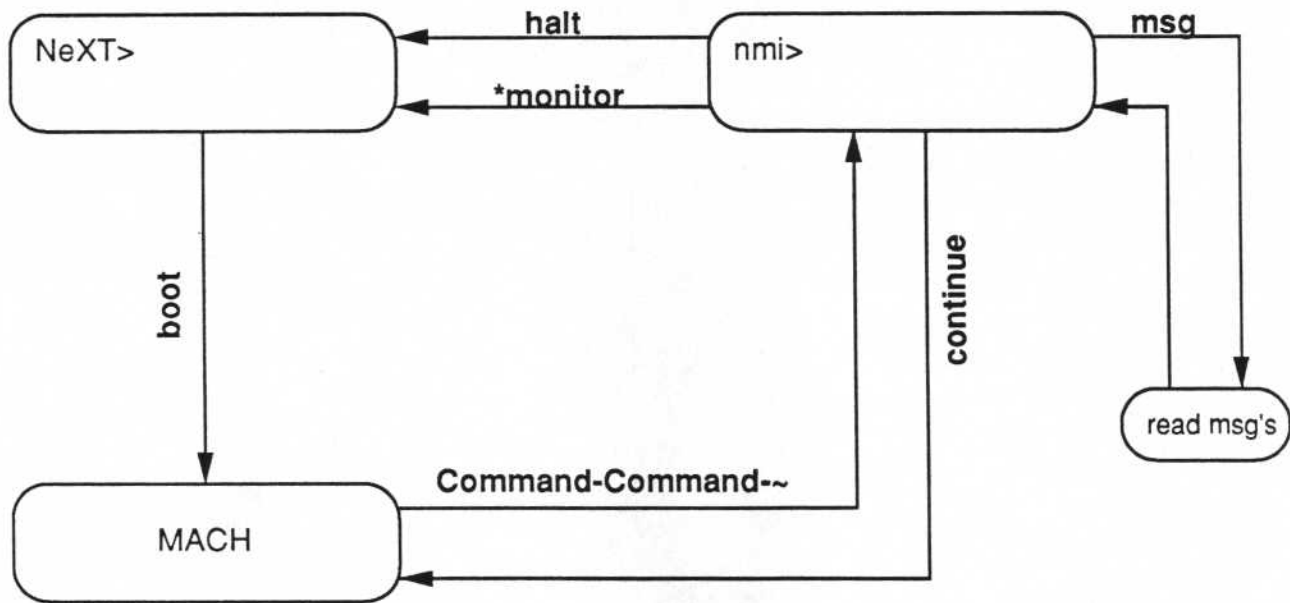 NeXT>
halt
*monitor
nmi>
msg
boot
continue
read msg's
Command-Command-~
MACH